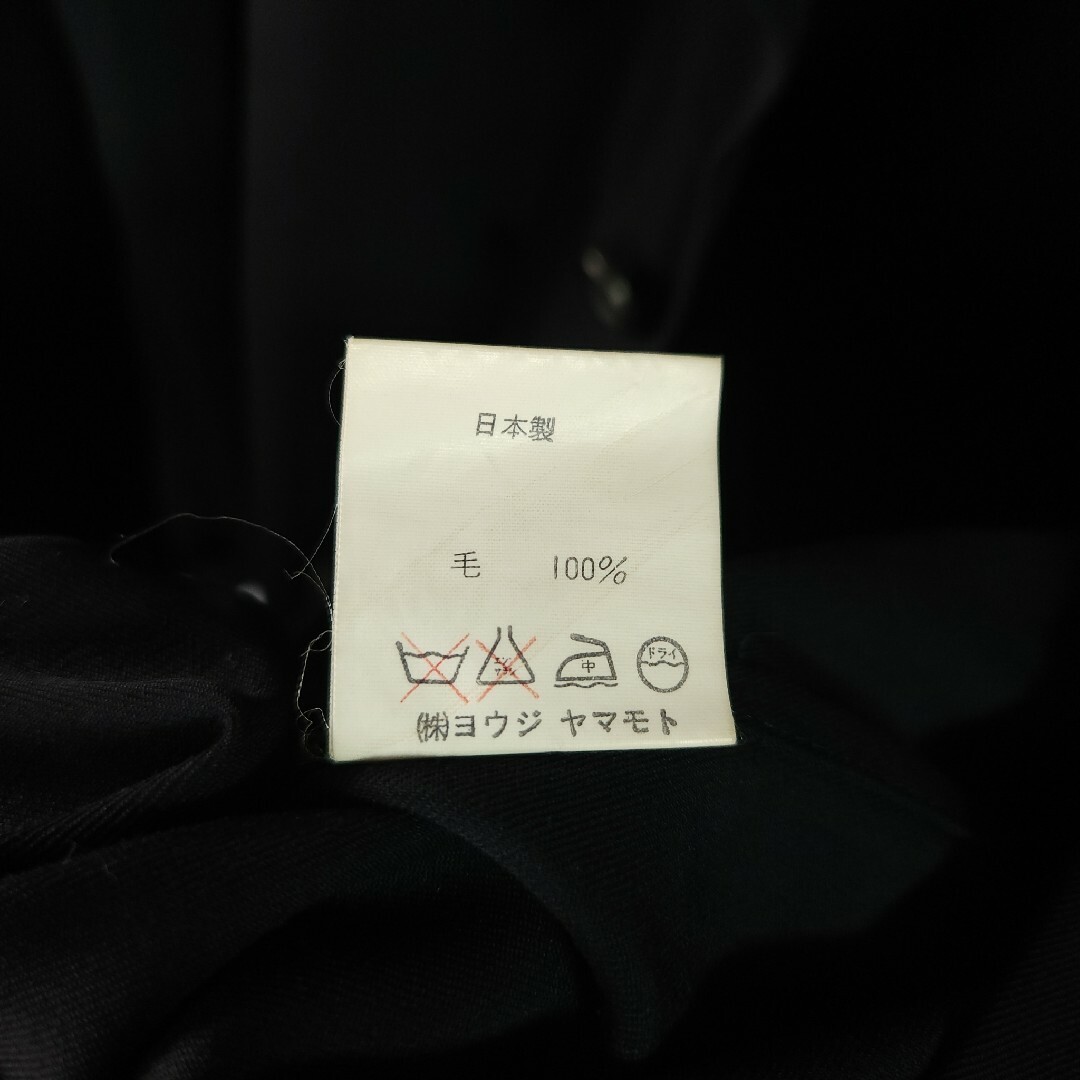 日本製
毛 100%
中 ドライ
(株)ヨウジ ヤマモト